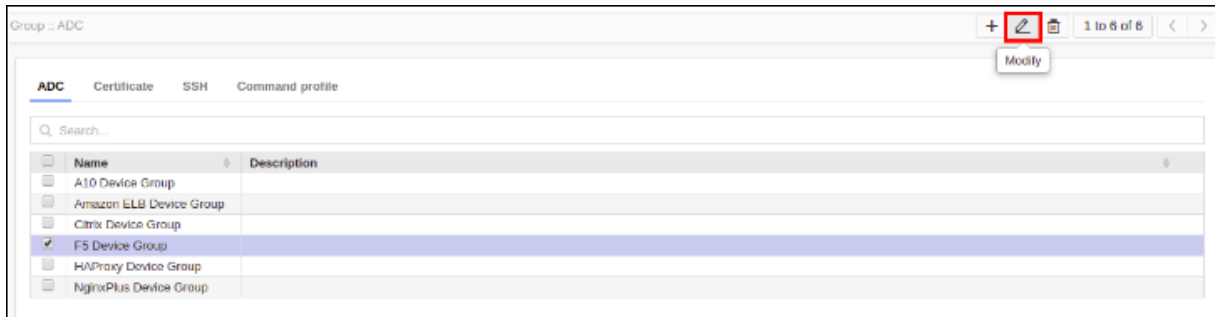 Group :: ADC
1 to 6 of 6
Modify
ADC Certificate SSH Command profile
Search...
Name Description
A10 Device Group
Amazon ELB Device Group
Citrix Device Group
F5 Device Group
HAProxy Device Group
NginxPlus Device Group